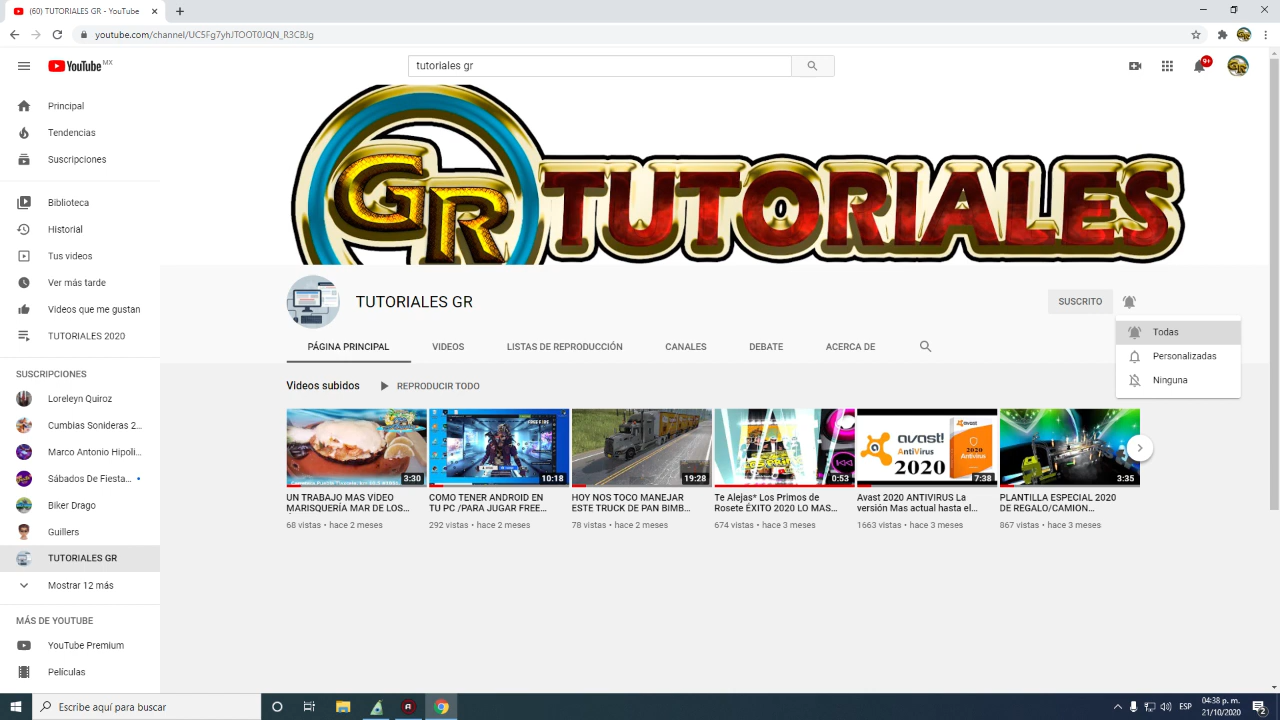 (60) TUTORIALES GR - YouTube
youtube.com/channel/UC5Fg7yhJTOOT0JQN_R3CBJg
YouTube MX
tutoriales gr
9+
Principal
Tendencias
Suscripciones
Biblioteca
Historial
Tus videos
Ver más tarde
Videos que me gustan
TUTORIALES 2020
SUSCRIPCIONES
Loreleyn Quiroz
Cumbias Sonideras 2...
Marco Antonio Hipoli...
Sábados De Fiesta...
Biker Drago
Guillers
TUTORIALES GR
Mostrar 12 más
MÁS DE YOUTUBE
YouTube Premium
Películas
GR TUTORIALES
TUTORIALES GR
SUSCRITO
Todas
Personalizadas
Ninguna
PÁGINA PRINCIPAL
VIDEOS
LISTAS DE REPRODUCCIÓN
CANALES
DEBATE
ACERCA DE
Videos subidos
REPRODUCIR TODO
3:30
UN TRABAJO MAS VIDEO
MARISQUERÍA MAR DE LOS...
68 vistas • hace 2 meses
FREE FIRE
10:18
COMO TENER ANDROID EN
TU PC /PARA JUGAR FREE...
292 vistas • hace 2 meses
19:28
HOY NOS TOCO MANEJAR
ESTE TRUCK DE PAN BIMB...
78 vistas • hace 2 meses
0:53
Te Alejas* Los Primos de
Rosete ÉXITO 2020 LO MAS...
674 vistas • hace 3 meses
avast!
AntiVirus
2020
avast
Antivirus
2020
7:38
Avast 2020 ANTIVIRUS La
versión Mas actual hasta el...
1663 vistas • hace 3 meses
3:35
PLANTILLA ESPECIAL 2020
DE REGALO/CAMION...
867 vistas • hace 3 meses
Escribe aquí para buscar
ESP
04:38 p. m.
21/10/2020
2